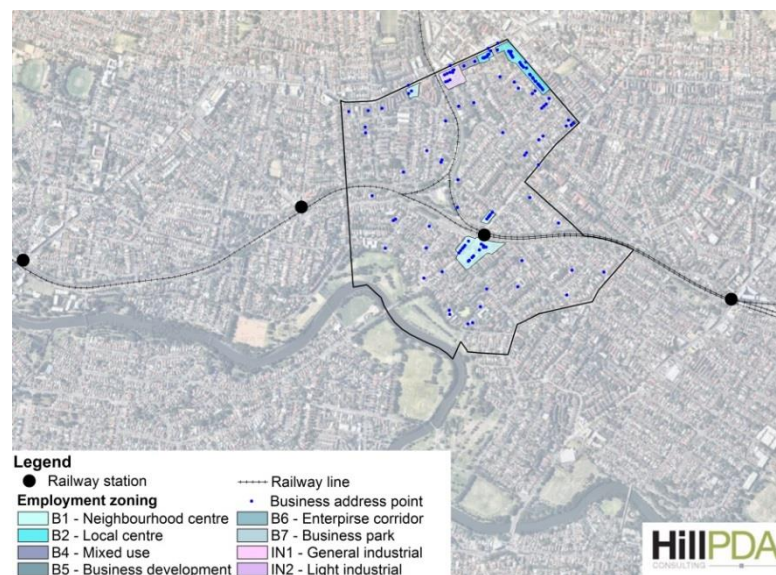 Legend
Railway station
Railway line
Employment zoning
Business address point
B1 - Neighbourhood centre
B6 - Enterpirse corridor
B2 - Local centre
B7 - Business park
B4 - Mixed use
IN1 - General industrial
B5 - Business development
IN2 - Light industrial
HillPDA
CONSULTING